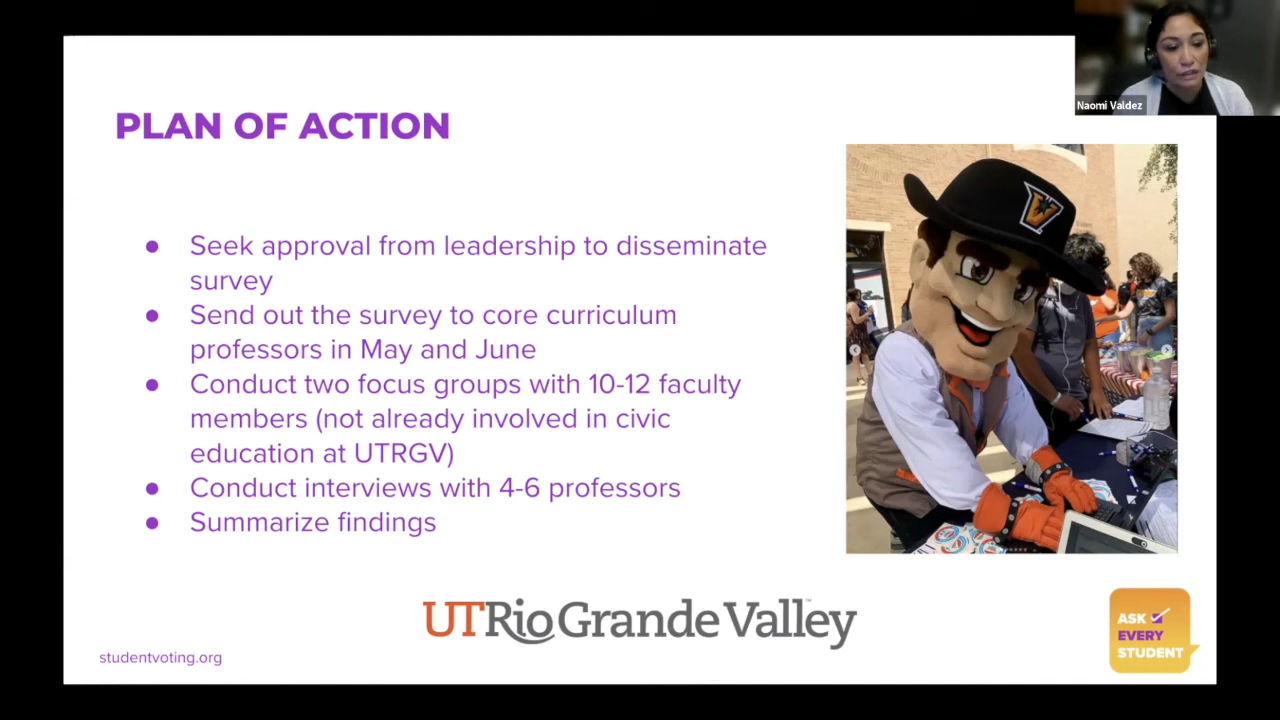 Naomi Valdez
PLAN OF ACTION
● Seek approval from leadership to disseminate
survey
● Send out the survey to core curriculum
professors in May and June
● Conduct two focus groups with 10-12 faculty
members (not already involved in civic
education at UTRGV)
● Conduct interviews with 4-6 professors
● Summarize findings
V
UTRio Grande Valley™
ASK
EVERY
STUDENT
studentvoting.org